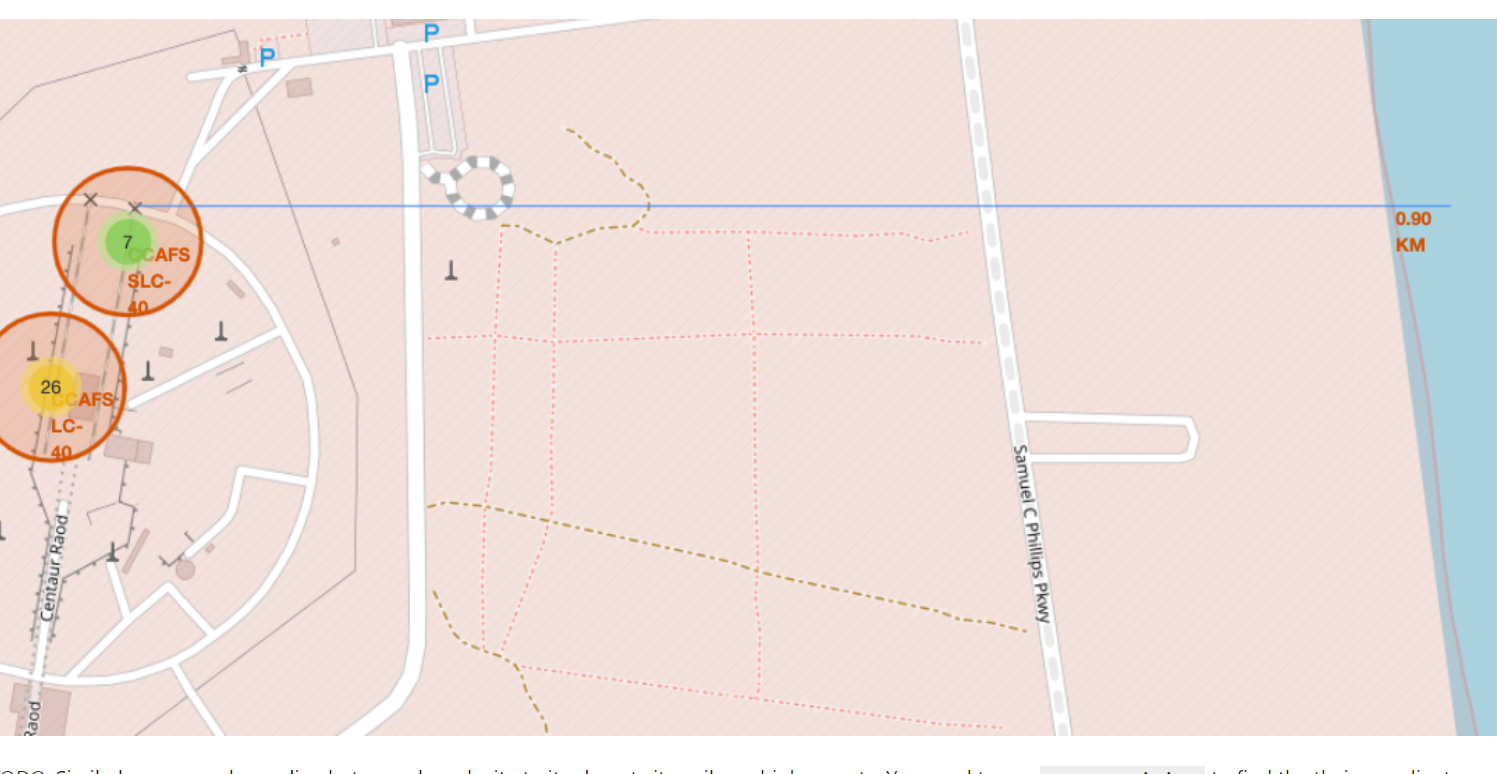 P
P
P
0.90
KM
7
CCAFS
SLC-
40
26
CCAFS
LC-
40
Samuel C Phillips Pkwy
Centaur Raod
Raod